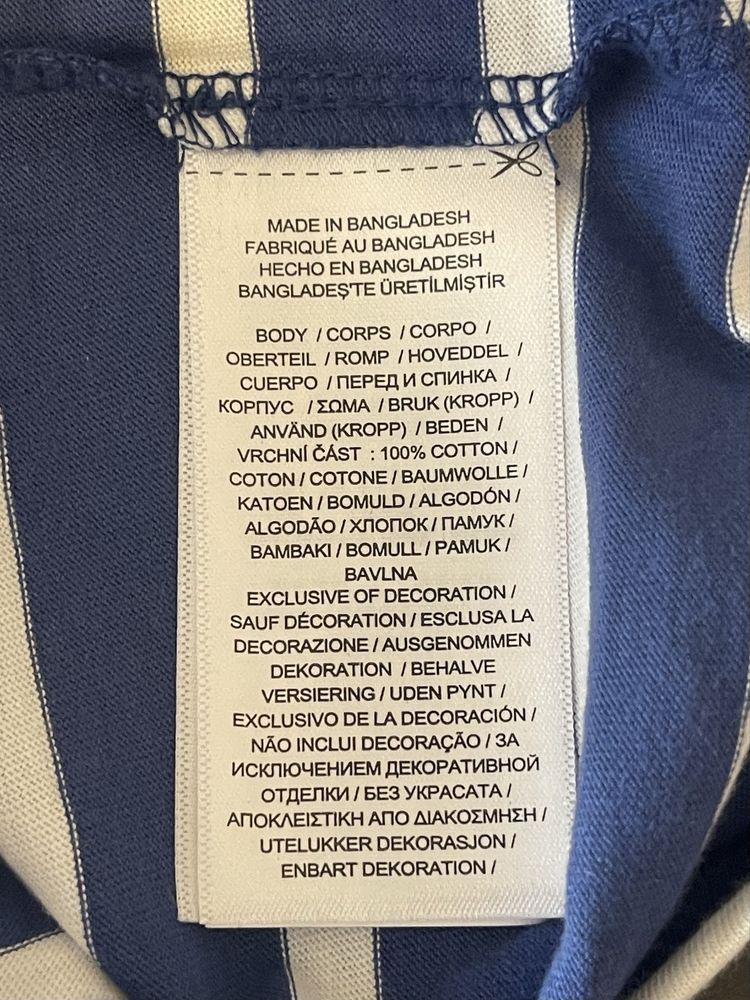 MADE IN BANGLADESH
FABRIQUÉ AU BANGLADESH
HECHO EN BANGLADESH
BANGLADEŞ'TE ÜRETİLMİŞTİR
BODY / CORPS / CORPO /
OBERTEIL / ROMP / HOVEDDEL /
CUERPO / ПЕРЕД И СПИНКА /
КОРПУС / ΣΩΜΑ / BRUK (KROPP) /
ANVÄND (KROPP) / BEDEN /
VRCHNÍ ČÁST : 100% COTTON /
COTON / COTONE / BAUMWOLLE /
KATOEN / BOMULD / ALGODÓN /
ALGODÃO / ХЛОПОК / ПАМУК /
BAMBAKI / BOMULL / PAMUK /
BAVLNA
EXCLUSIVE OF DECORATION /
SAUF DÉCORATION / ESCLUSA LA
DECORAZIONE / AUSGENOMMEN
DEKORATION / BEHALVE
VERSIERING / UDEN PYNT /
EXCLUSIVO DE LA DECORACIÓN /
NÃO INCLUI DECORAÇÃO / ЗА
ИСКЛЮЧЕНИЕМ ДЕКОРАТИВНОЙ
ОТДЕЛКИ / БЕЗ УКРАСАТА /
ΑΠΟΚΛΕΙΣΤΙΚΗ ΑΠΟ ΔΙΑΚΟΣΜΗΣΗ /
UTELUKKER DEKORASJON /
ENBART DEKORATION /